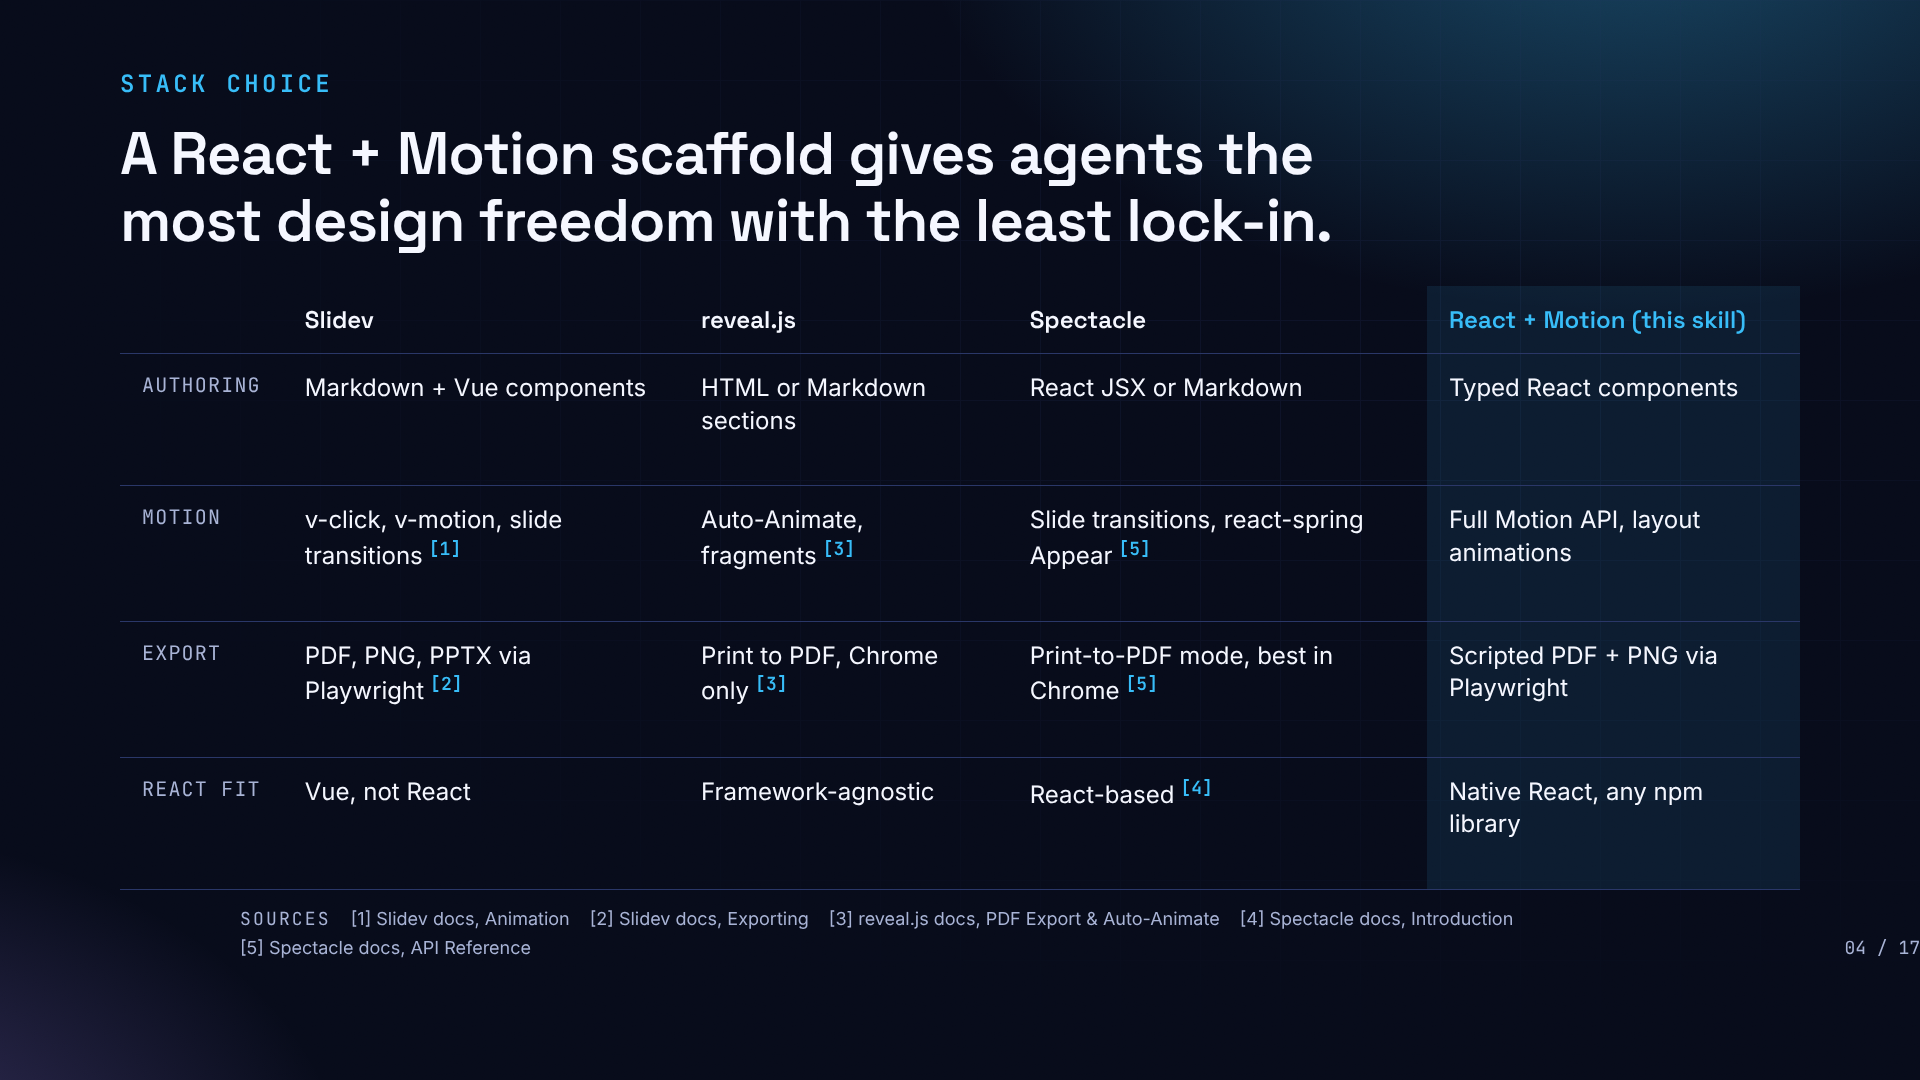 STACK CHOICE
A React + Motion scaffold gives agents the
most design freedom with the least lock-in.
Slidev reveal.js Spectacle React + Motion (this skill)
AUTHORING Markdown + Vue components HTML or Markdown React JSX or Markdown Typed React components
sections
MOTION v-click, v-motion, slide Auto-Animate, Slide transitions, react-spring Full Motion API, layout
transitions [1] fragments [3] Appear [5] animations
EXPORT PDF, PNG, PPTX via Print to PDF, Chrome Print-to-PDF mode, best in Scripted PDF + PNG via
Playwright [2] only [3] Chrome [5] Playwright
REACT FIT Vue, not React Framework-agnostic React-based [4] Native React, any npm
library
SOURCES [1] Slidev docs, Animation [2] Slidev docs, Exporting [3] reveal.js docs, PDF Export & Auto-Animate [4] Spectacle docs, Introduction
[5] Spectacle docs, API Reference 04 / 17